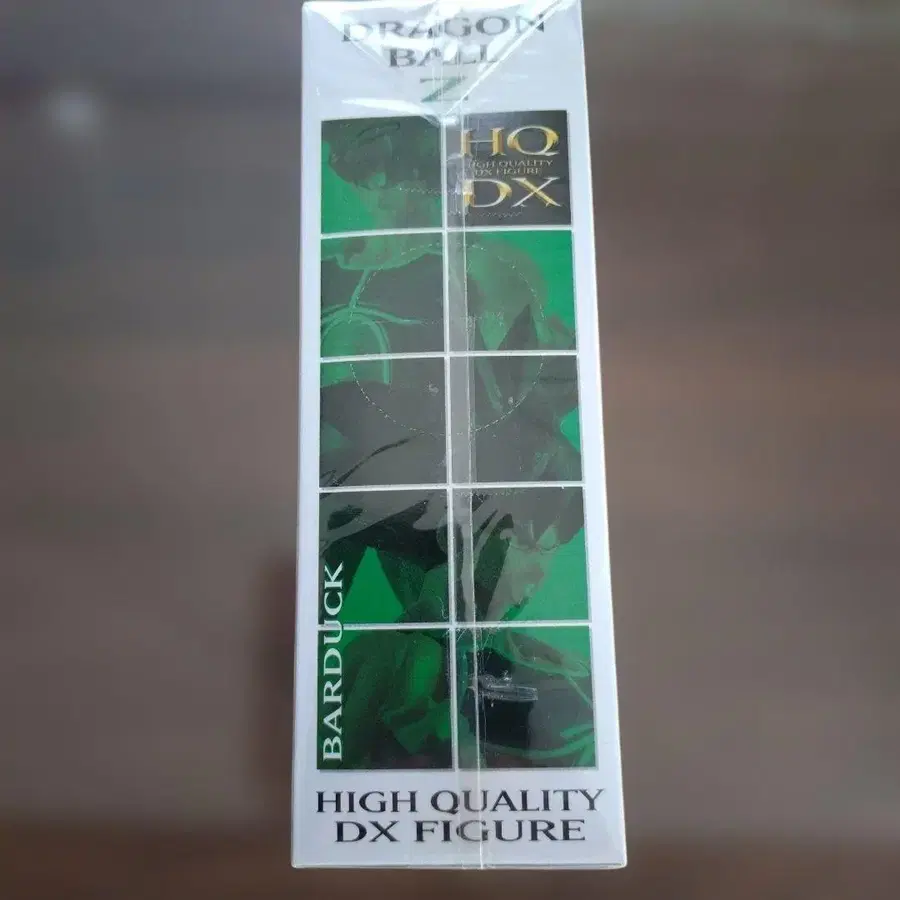 DRAGON
BALL
Z
HQ
HIGH QUALITY
DX FIGURE
DX
BARDUCK
HIGH QUALITY
DX FIGURE